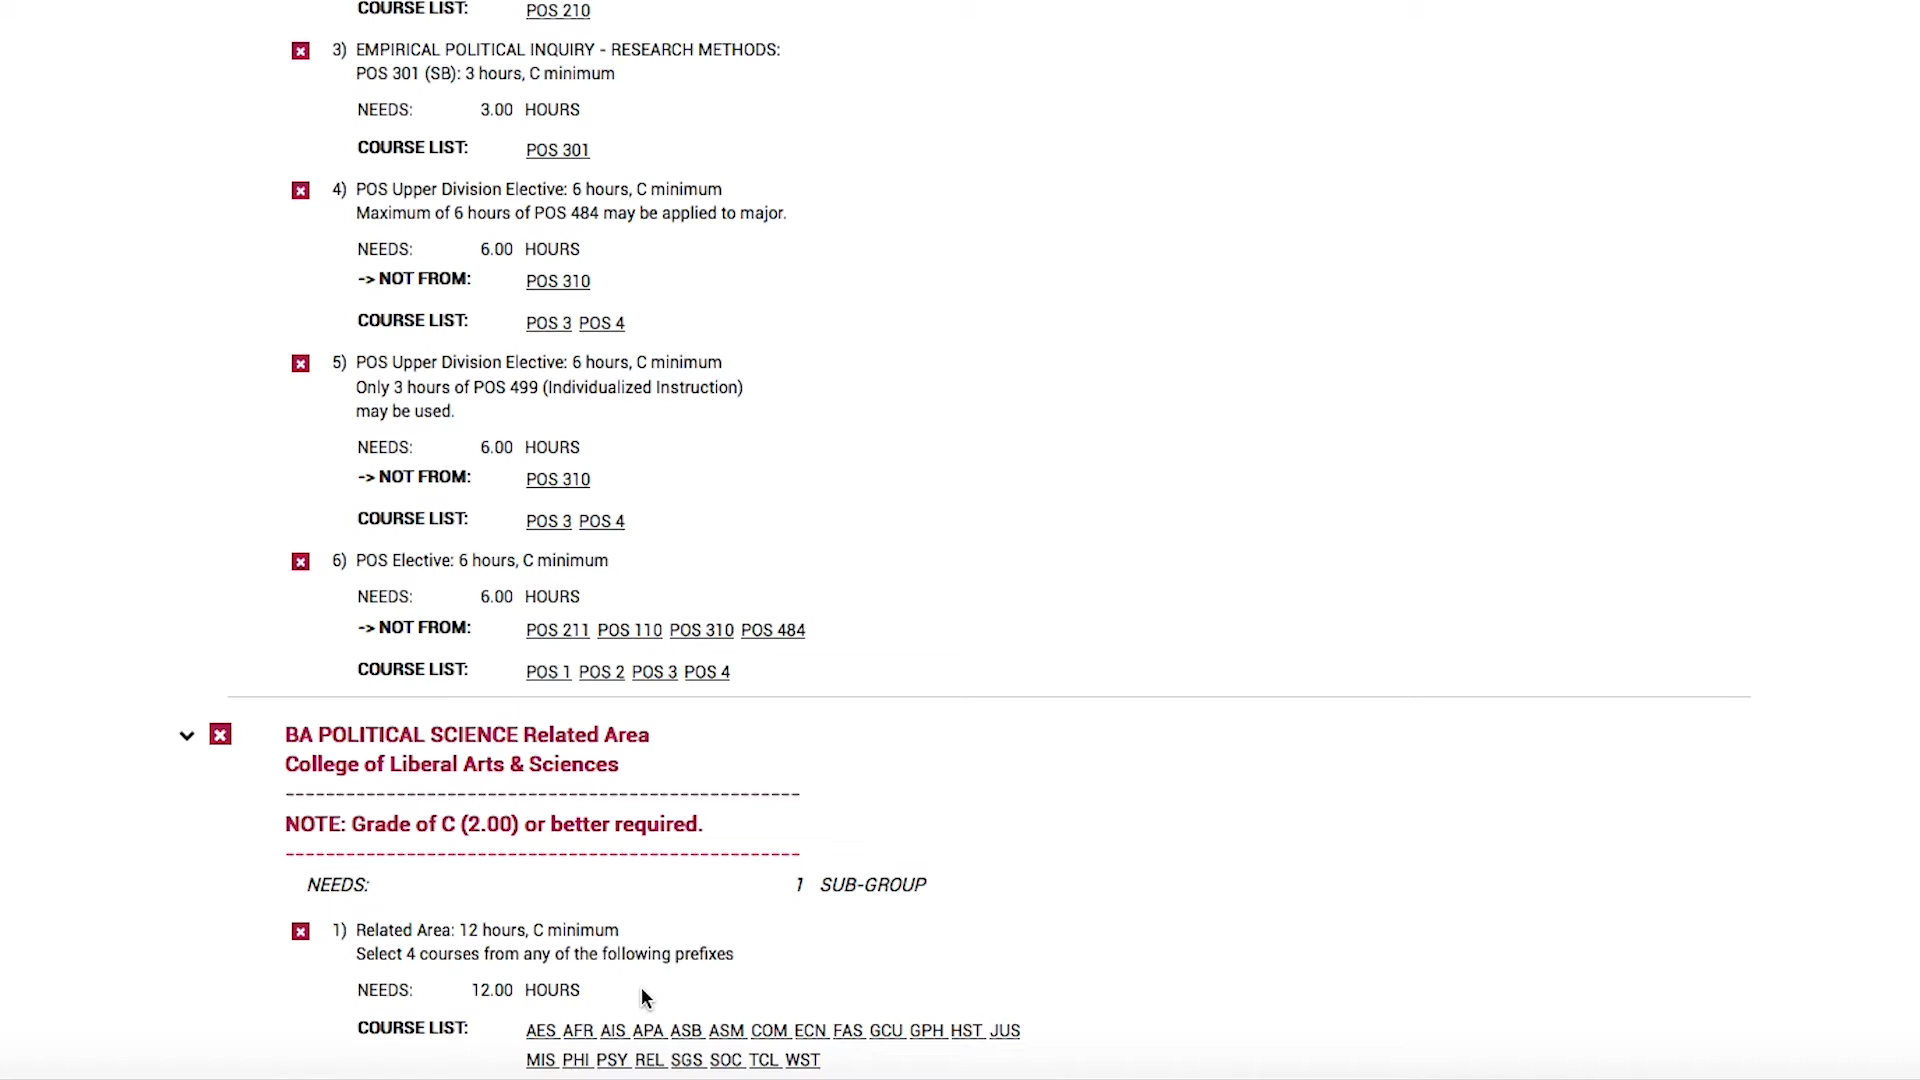 COURSE LIST: POS 210
3) EMPIRICAL POLITICAL INQUIRY - RESEARCH METHODS:
POS 301 (SB): 3 hours, C minimum
NEEDS: 3.00 HOURS
COURSE LIST: POS 301
4) POS Upper Division Elective: 6 hours, C minimum
Maximum of 6 hours of POS 484 may be applied to major.
NEEDS: 6.00 HOURS
-> NOT FROM: POS 310
COURSE LIST: POS 3 POS 4
5) POS Upper Division Elective: 6 hours, C minimum
Only 3 hours of POS 499 (Individualized Instruction)
may be used.
NEEDS: 6.00 HOURS
-> NOT FROM: POS 310
COURSE LIST: POS 3 POS 4
6) POS Elective: 6 hours, C minimum
NEEDS: 6.00 HOURS
-> NOT FROM: POS 211 POS 110 POS 310 POS 484
COURSE LIST: POS 1 POS 2 POS 3 POS 4
BA POLITICAL SCIENCE Related Area
College of Liberal Arts & Sciences
----------------------------------------------------
NOTE: Grade of C (2.00) or better required.
----------------------------------------------------
NEEDS: 1 SUB-GROUP
1) Related Area: 12 hours, C minimum
Select 4 courses from any of the following prefixes
NEEDS: 12.00 HOURS
COURSE LIST: AES AFR AIS APA ASB ASM COM ECN FAS GCU GPH HST JUS
MIS PHI PSY REL SGS SOC TCL WST